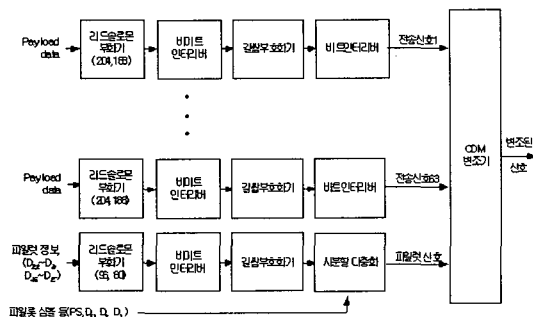 Payload
data
리드솔로몬
부호화기
(204,188)
바이트
인터리버
길쌈부호화기
비트인터리버
전송신호1
CDM
변조기
변조된
신호
Payload
data
리드솔로몬
부호화기
(204,188)
바이트
인터리버
길쌈부호화기
비트인터리버
전송신호63
파일럿 정보
리드솔로몬
부호화기
(96, 80)
바이트
인터리버
길쌈부호화기
시분할 다중화
파일럿 신호
파일롯 심볼 등(PS,